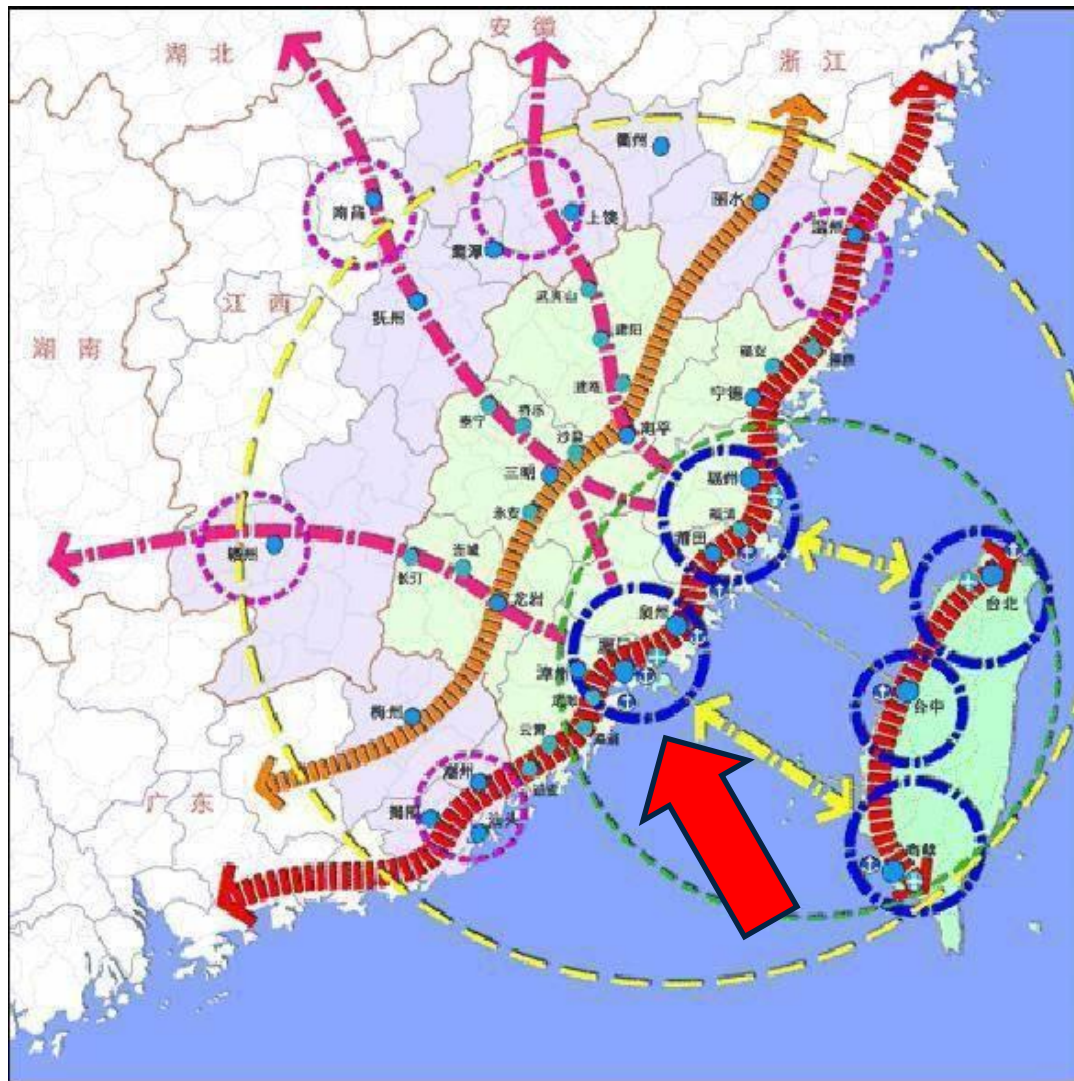 安 徽
湖 北
浙 江
衢州
南昌
丽水
上饶
温州
鹰潭
武夷山
江 西
抚州
建阳
湖 南
福安
福鼎
建瓯
宁德
泰宁
将乐
南平
沙县
三明
福州
永安
福清
莆田
赣州
连城
长汀
台北
龙岩
泉州
厦门
漳州
台中
梅州
云霄
漳浦
潮州
广 东
揭阳
汕头
高雄